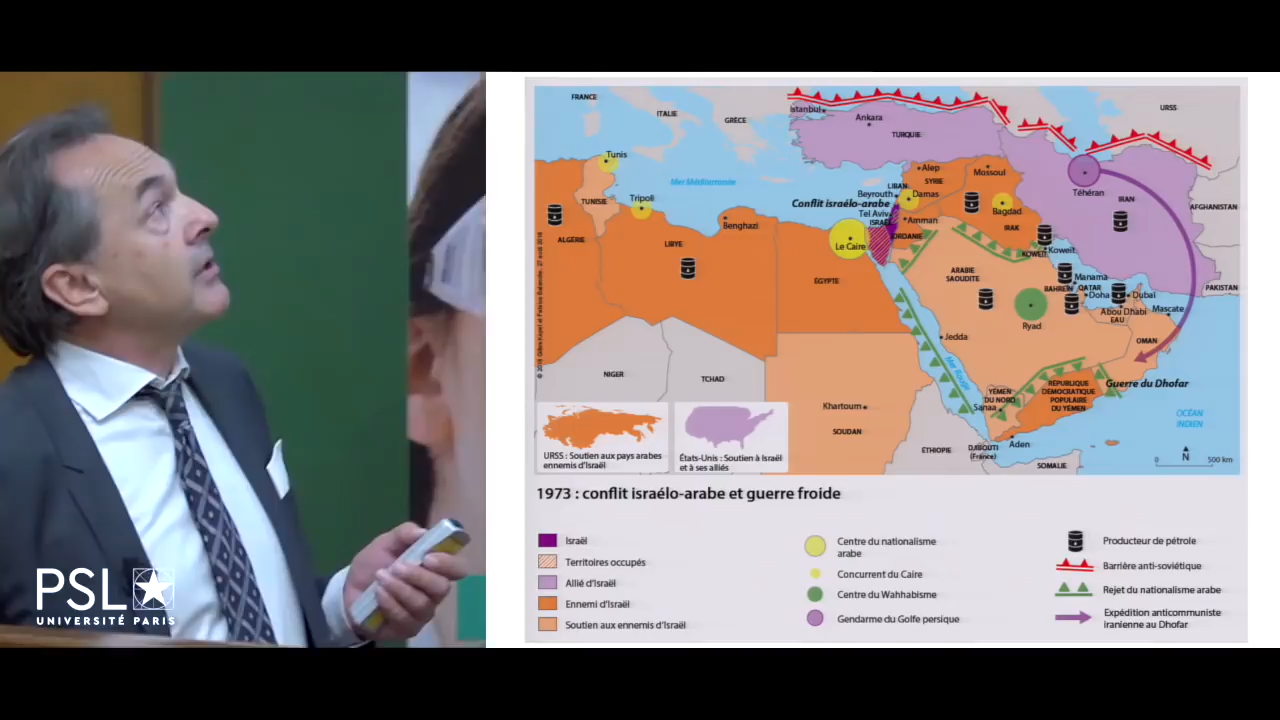 PSL
UNIVERSITÉ PARIS
FRANCE
ITALIE
GRÈCE
Istanbul
Ankara
TURQUIE
URSS
Tunis
TUNISIE
Mer Méditerranée
Tripoli
ALGÉRIE
LIBYE
Benghazi
Conflit israélo-arabe
LIBAN
Beyrouth
Alep
SYRIE
Damas
Mossoul
Bagdad
IRAK
Téhéran
IRAN
AFGHANISTAN
PAKISTAN
Tel Aviv
ISRAËL
Amman
JORDANIE
Le Caire
ÉGYPTE
KOWEÏT
Koweït
ARABIE
SAOUDITE
Manama
BAHREÏN
QATAR
Doha
Dubaï
Abou Dhabi
EAU
Mascate
Ryad
Jedda
OMAN
Mer Rouge
NIGER
TCHAD
Khartoum
SOUDAN
YÉMEN
DU NORD
Sanaa
RÉPUBLIQUE
DÉMOCRATIQUE
POPULAIRE
DU YÉMEN
Guerre du Dhofar
Aden
ÉTHIOPIE
DJIBOUTI
(France)
SOMALIE
OCÉAN
INDIEN
N
0 500 km
URSS : Soutien aux pays arabes
ennemis d'Israël
États-Unis : Soutien à Israël
et à ses alliés
1973 : conflit israélo-arabe et guerre froide
Israël
Territoires occupés
Allié d'Israël
Ennemi d'Israël
Soutien aux ennemis d'Israël
Centre du nationalisme
arabe
Concurrent du Caire
Centre du Wahhabisme
Gendarme du Golfe persique
Producteur de pétrole
Barrière anti-soviétique
Rejet du nationalisme arabe
Expédition anticommuniste
iranienne au Dhofar